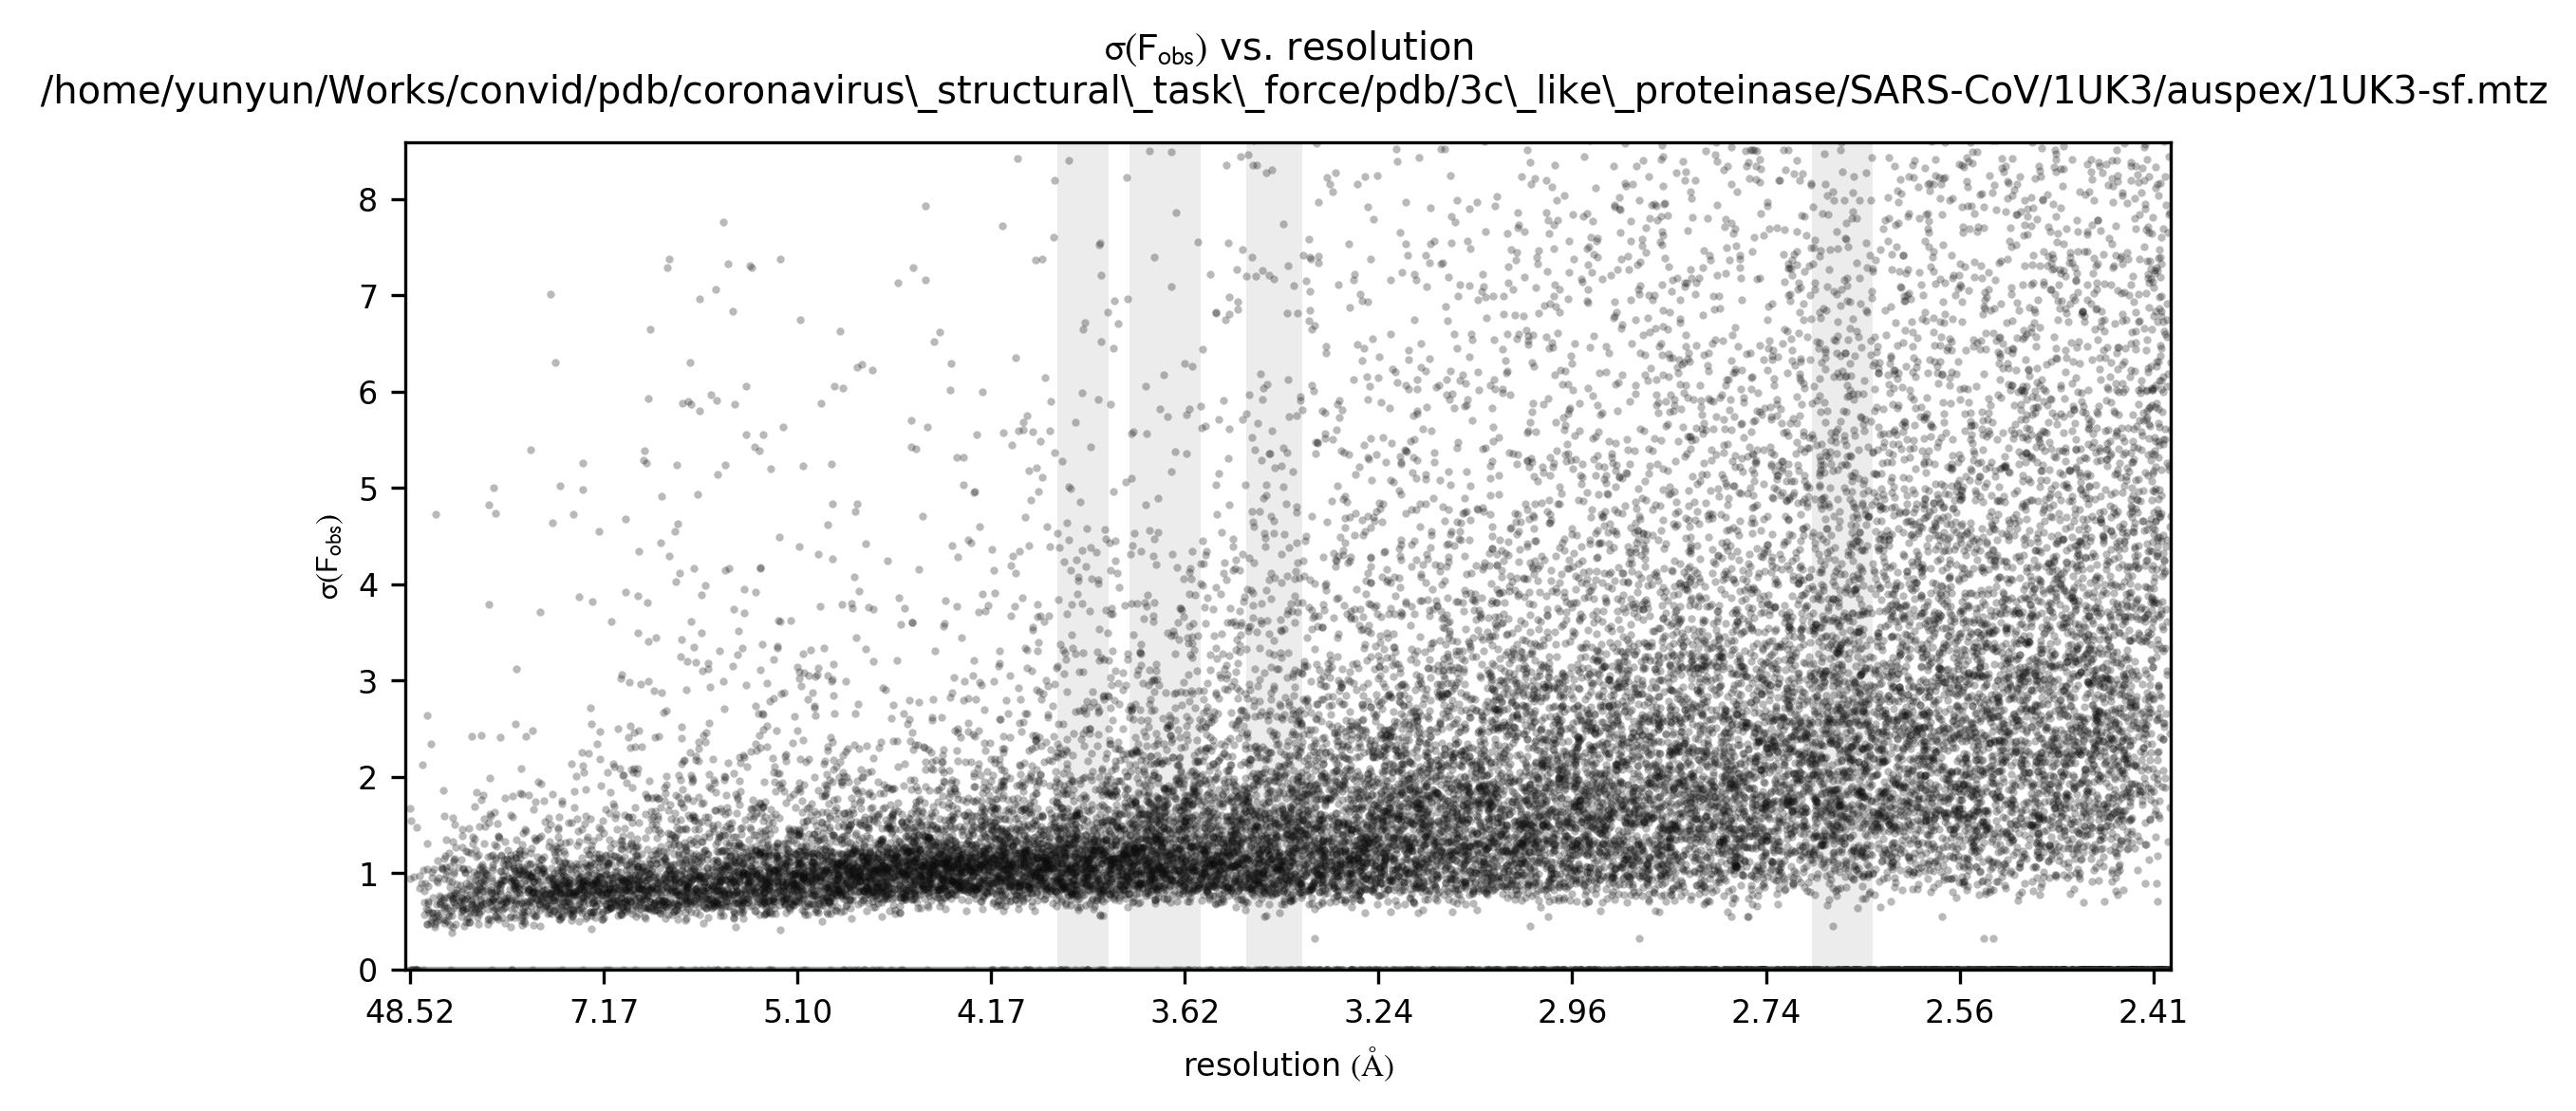 σ(Fobs) vs. resolution
/home/yunyun/Works/convid/pdb/coronavirus\_structural\_task\_force/pdb/3c\_like\_proteinase/SARS-CoV/1UK3/auspex/1UK3-sf.mtz
8
7
6
5
4
3
2
1
0
σ(Fobs)
48.52 7.17 5.10 4.17 3.62 3.24 2.96 2.74 2.56 2.41
resolution (Å)